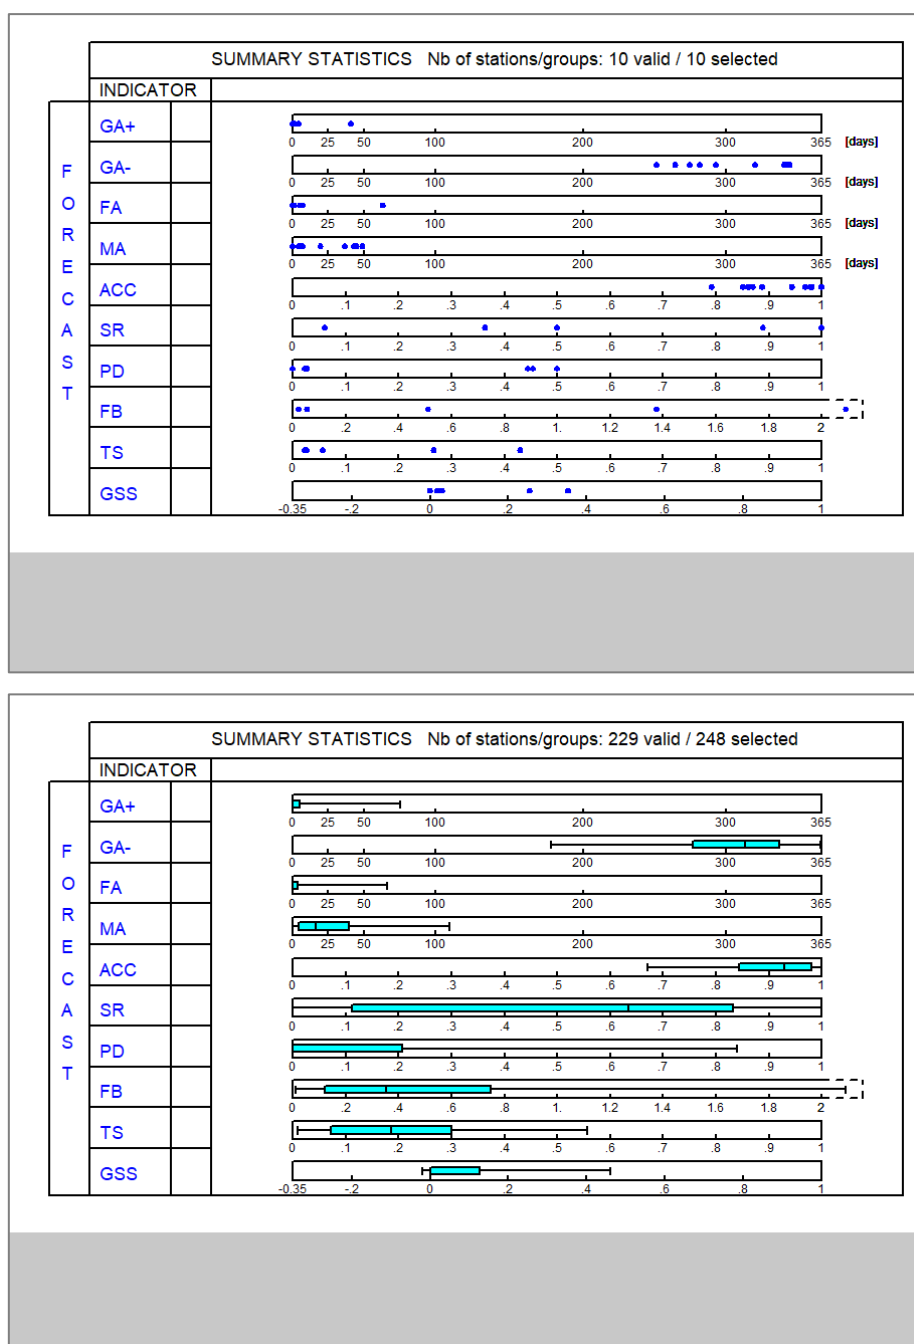 SUMMARY STATISTICS Nb of stations/groups: 10 valid / 10 selected
INDICATOR
FORECAST
GA+
0 25 50 100 200 300 365 [days]
GA-
0 25 50 100 200 300 365 [days]
FA
0 25 50 100 200 300 365 [days]
MA
0 25 50 100 200 300 365 [days]
ACC
0 .1 .2 .3 .4 .5 .6 .7 .8 .9 1
SR
0 .1 .2 .3 .4 .5 .6 .7 .8 .9 1
PD
0 .1 .2 .3 .4 .5 .6 .7 .8 .9 1
FB
0 .2 .4 .6 .8 1. 1.2 1.4 1.6 1.8 2
TS
0 .1 .2 .3 .4 .5 .6 .7 .8 .9 1
GSS
-0.35 -.2 0 .2 .4 .6 .8 1
SUMMARY STATISTICS Nb of stations/groups: 229 valid / 248 selected
INDICATOR
FORECAST
GA+
0 25 50 100 200 300 365
GA-
0 25 50 100 200 300 365
FA
0 25 50 100 200 300 365
MA
0 25 50 100 200 300 365
ACC
0 .1 .2 .3 .4 .5 .6 .7 .8 .9 1
SR
0 .1 .2 .3 .4 .5 .6 .7 .8 .9 1
PD
0 .1 .2 .3 .4 .5 .6 .7 .8 .9 1
FB
0 .2 .4 .6 .8 1. 1.2 1.4 1.6 1.8 2
TS
0 .1 .2 .3 .4 .5 .6 .7 .8 .9 1
GSS
-0.35 -.2 0 .2 .4 .6 .8 1